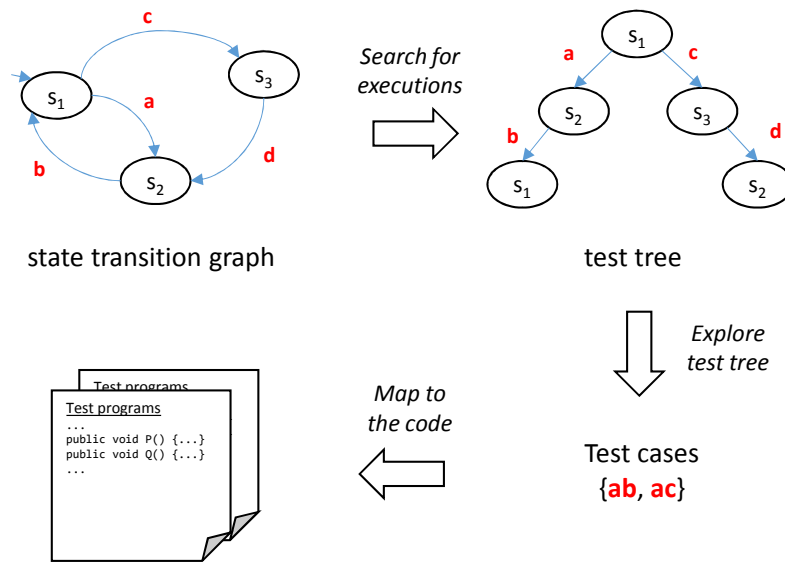 c
s1
a
s3
b
d
s2
state transition graph
Search for
executions
s1
a
c
s2
s3
b
d
s1
s2
test tree
Explore
test tree
Test cases
{ab, ac}
Map to
the code
Test programs
Test programs
...
public void P() {...}
public void Q() {...}
...